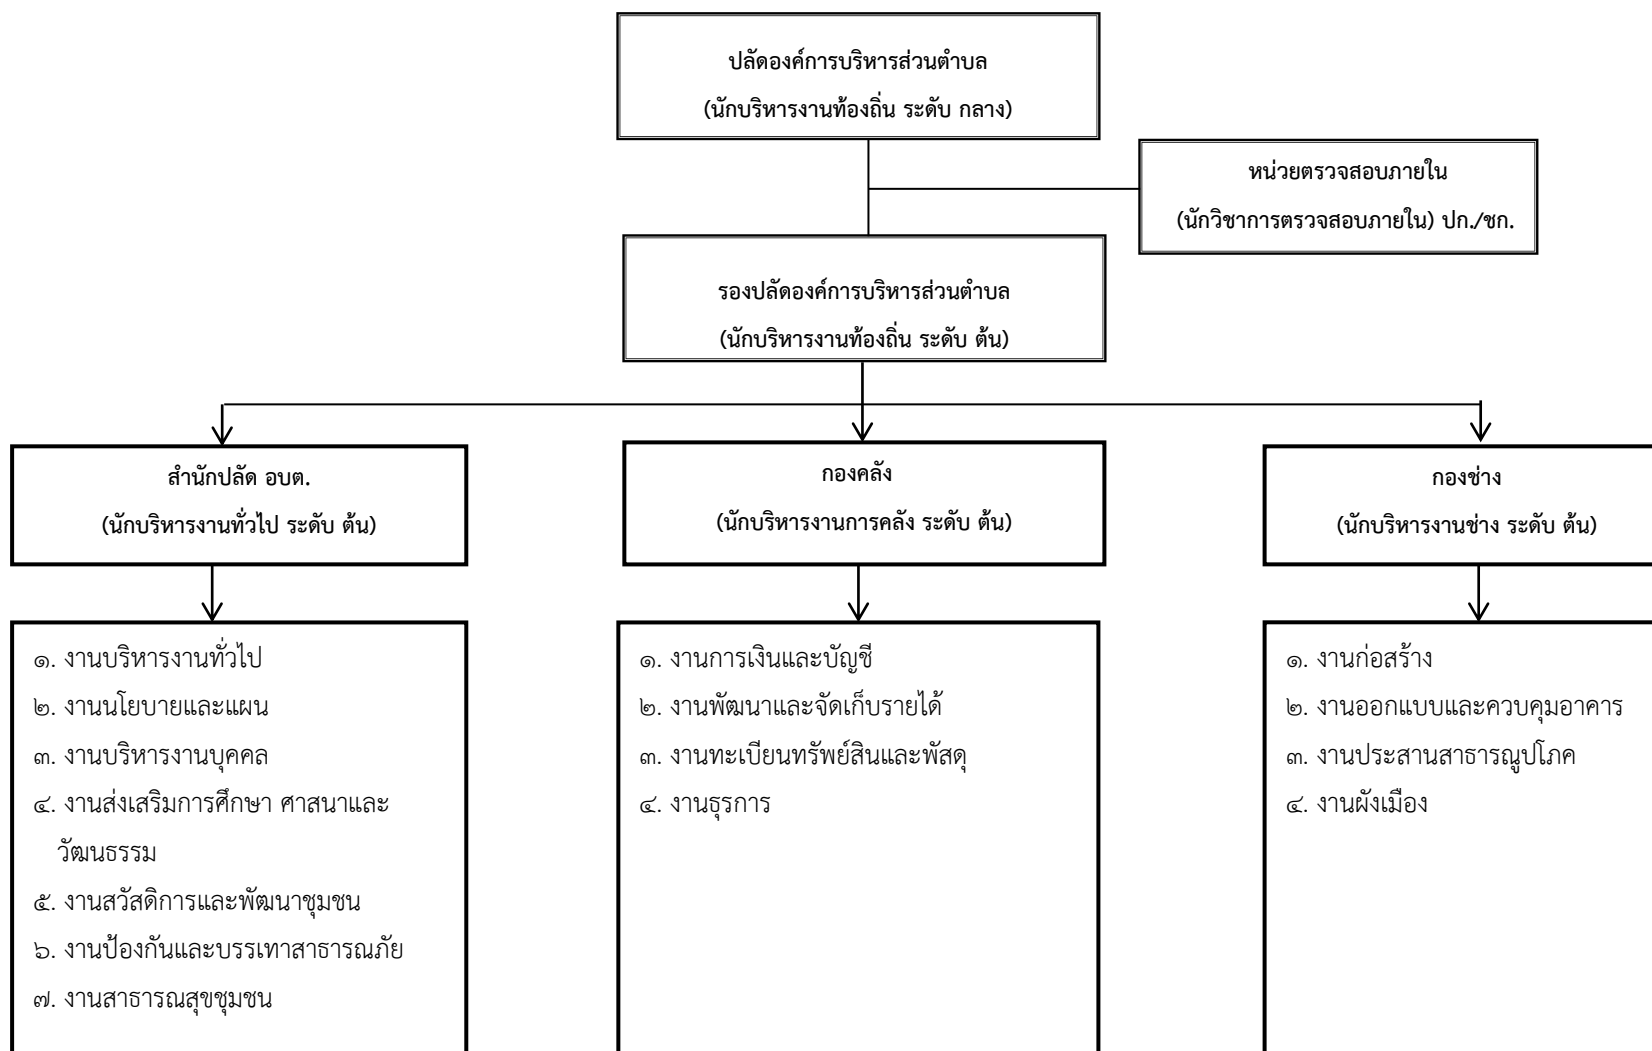 ปลัดองค์การบริหารส่วนตำบล
(นักบริหารงานท้องถิ่น ระดับ กลาง)
หน่วยตรวจสอบภายใน
(นักวิชาการตรวจสอบภายใน) ปก./ชก.
รองปลัดองค์การบริหารส่วนตำบล
(นักบริหารงานท้องถิ่น ระดับ ต้น)
สำนักปลัด อบต.
(นักบริหารงานทั่วไป ระดับ ต้น)
กองคลัง
(นักบริหารงานการคลัง ระดับ ต้น)
กองช่าง
(นักบริหารงานช่าง ระดับ ต้น)
๑. งานบริหารงานทั่วไป
๒. งานนโยบายและแผน
๓. งานบริหารงานบุคคล
๔. งานส่งเสริมการศึกษา ศาสนาและ
วัฒนธรรม
๕. งานสวัสดิการและพัฒนาชุมชน
๖. งานป้องกันและบรรเทาสาธารณภัย
๗. งานสาธารณสุขชุมชน
๑. งานการเงินและบัญชี
๒. งานพัฒนาและจัดเก็บรายได้
๓. งานทะเบียนทรัพย์สินและพัสดุ
๔. งานธุรการ
๑. งานก่อสร้าง
๒. งานออกแบบและควบคุมอาคาร
๓. งานประสานสาธารณูปโภค
๔. งานผังเมือง